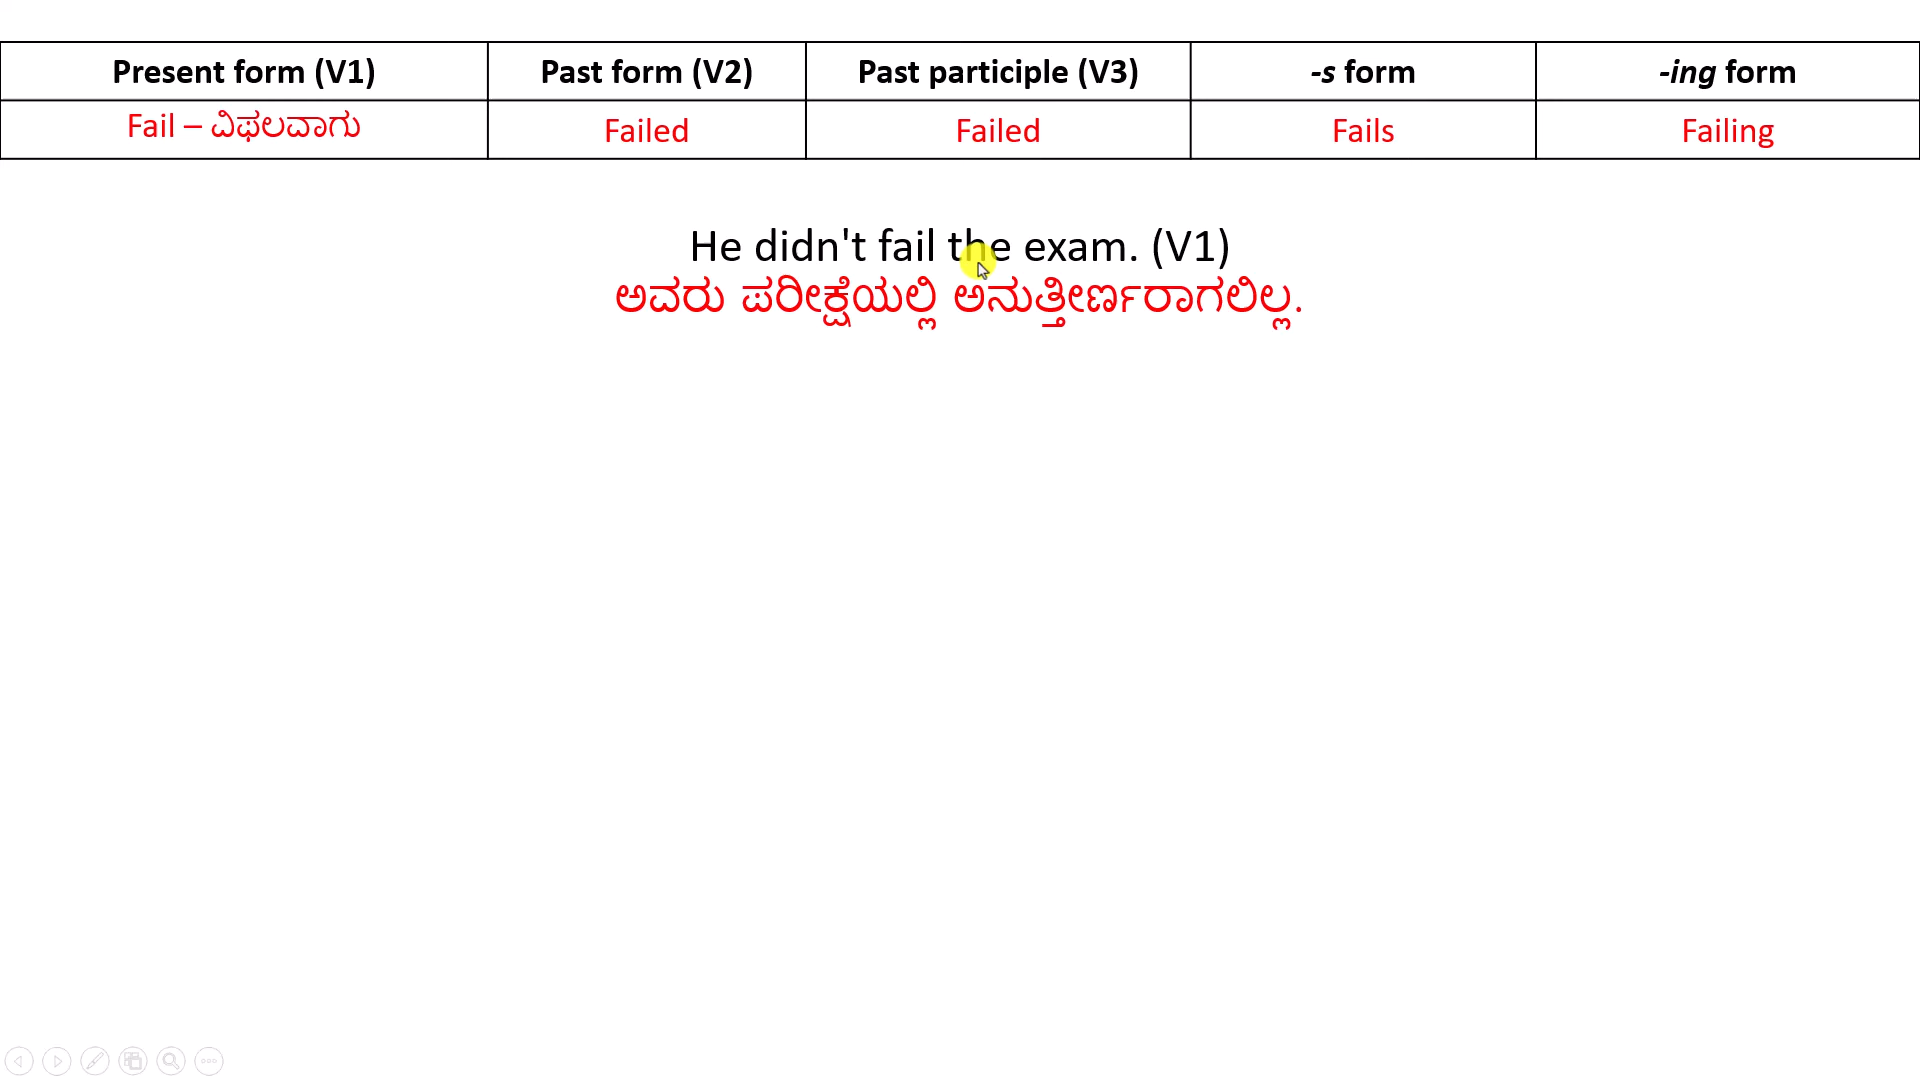 Present form (V1) Past form (V2) Past participle (V3) -s form -ing form
Fail – ವಿಫಲವಾಗು Failed Failed Fails Failing
He didn't fail the exam. (V1)
ಅವರು ಪರೀಕ್ಷೆಯಲ್ಲಿ ಅನುತ್ತೀರ್ಣರಾಗಲಿಲ್ಲ.